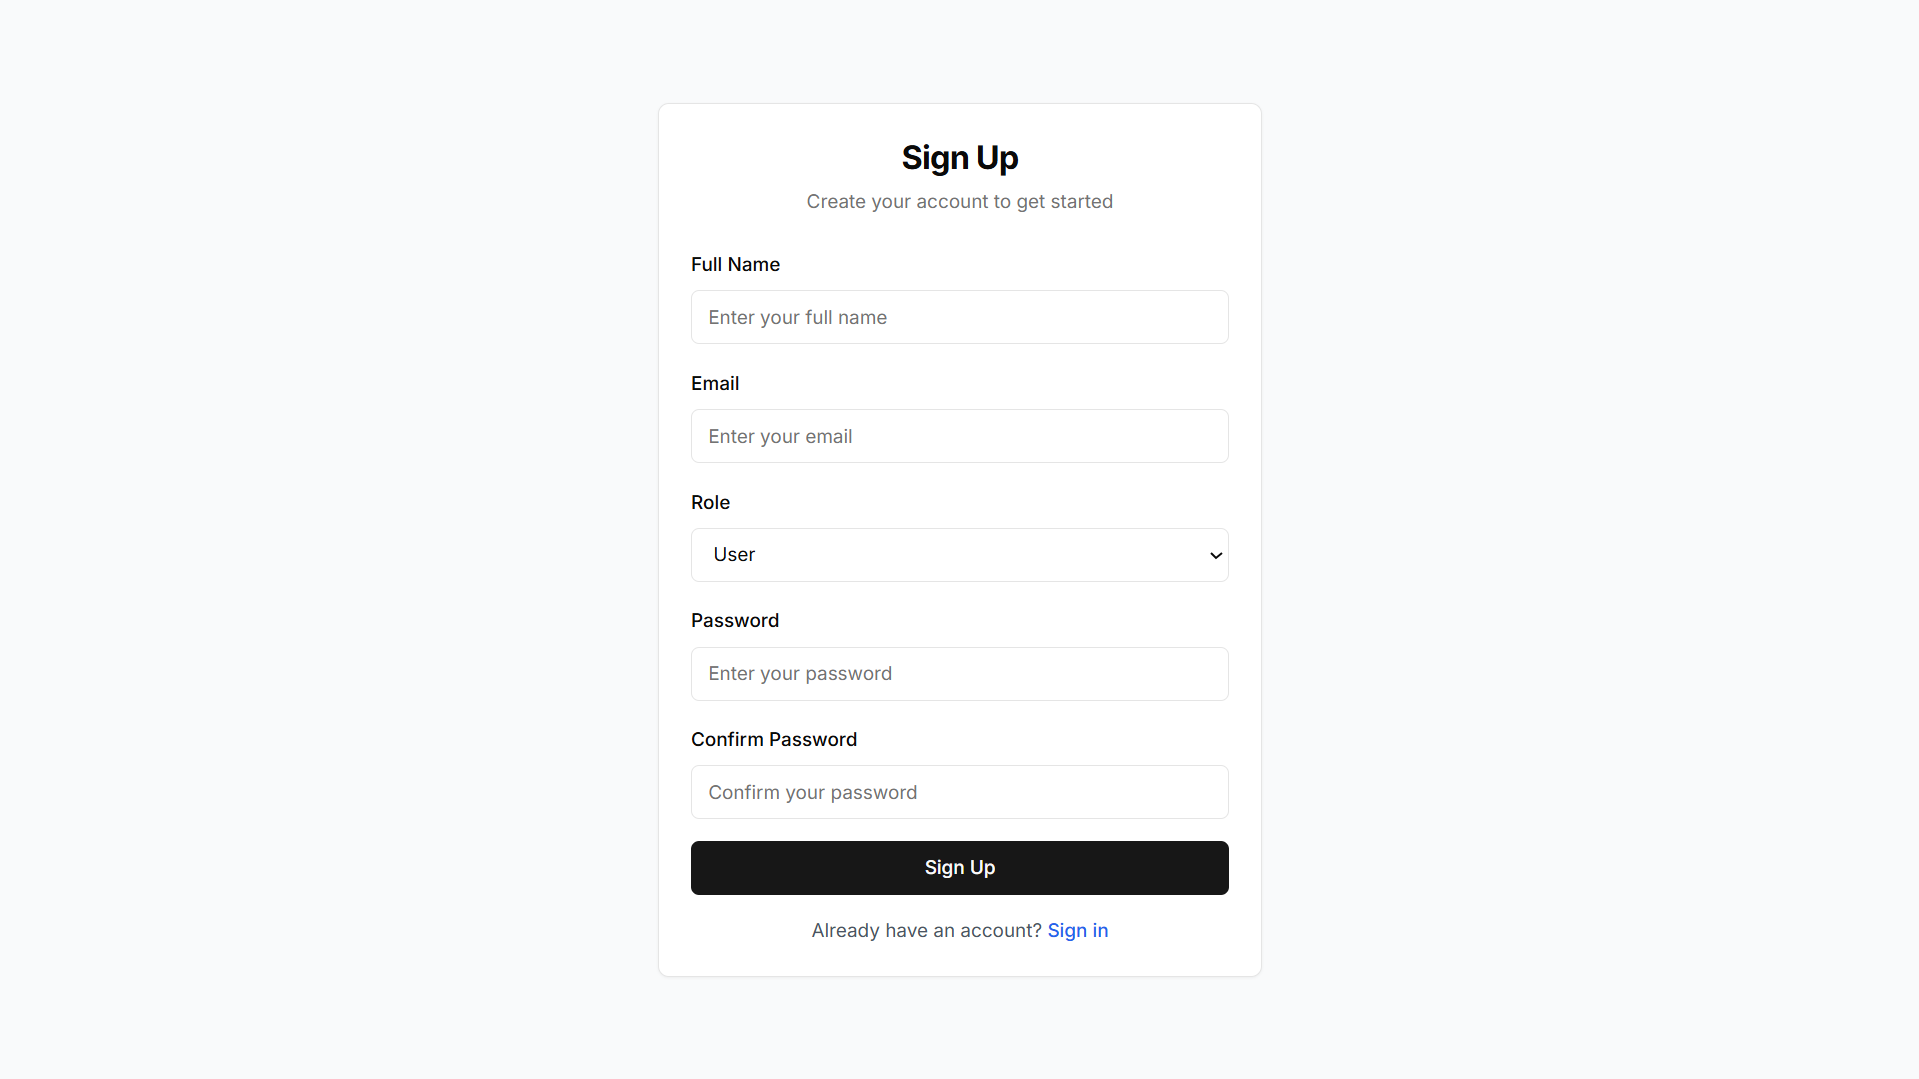 Sign Up
Create your account to get started
Full Name
Enter your full name
Email
Enter your email
Role
User
Password
Enter your password
Confirm Password
Confirm your password
Sign Up
Already have an account? Sign in